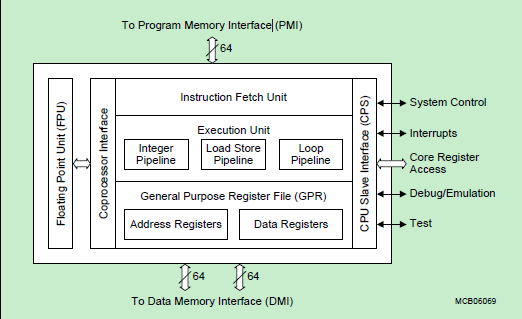 To Program Memory Interface (PMI)
64
Floating Point Unit (FPU)
Coprocessor Interface
Instruction Fetch Unit
Execution Unit
Integer
Pipeline
Load Store
Pipeline
Loop
Pipeline
General Purpose Register File (GPR)
Address Registers
Data Registers
CPU Slave Interface (CPS)
System Control
Interrupts
Core Register
Access
Debug/Emulation
Test
64
64
To Data Memory Interface (DMI)
MCB06069